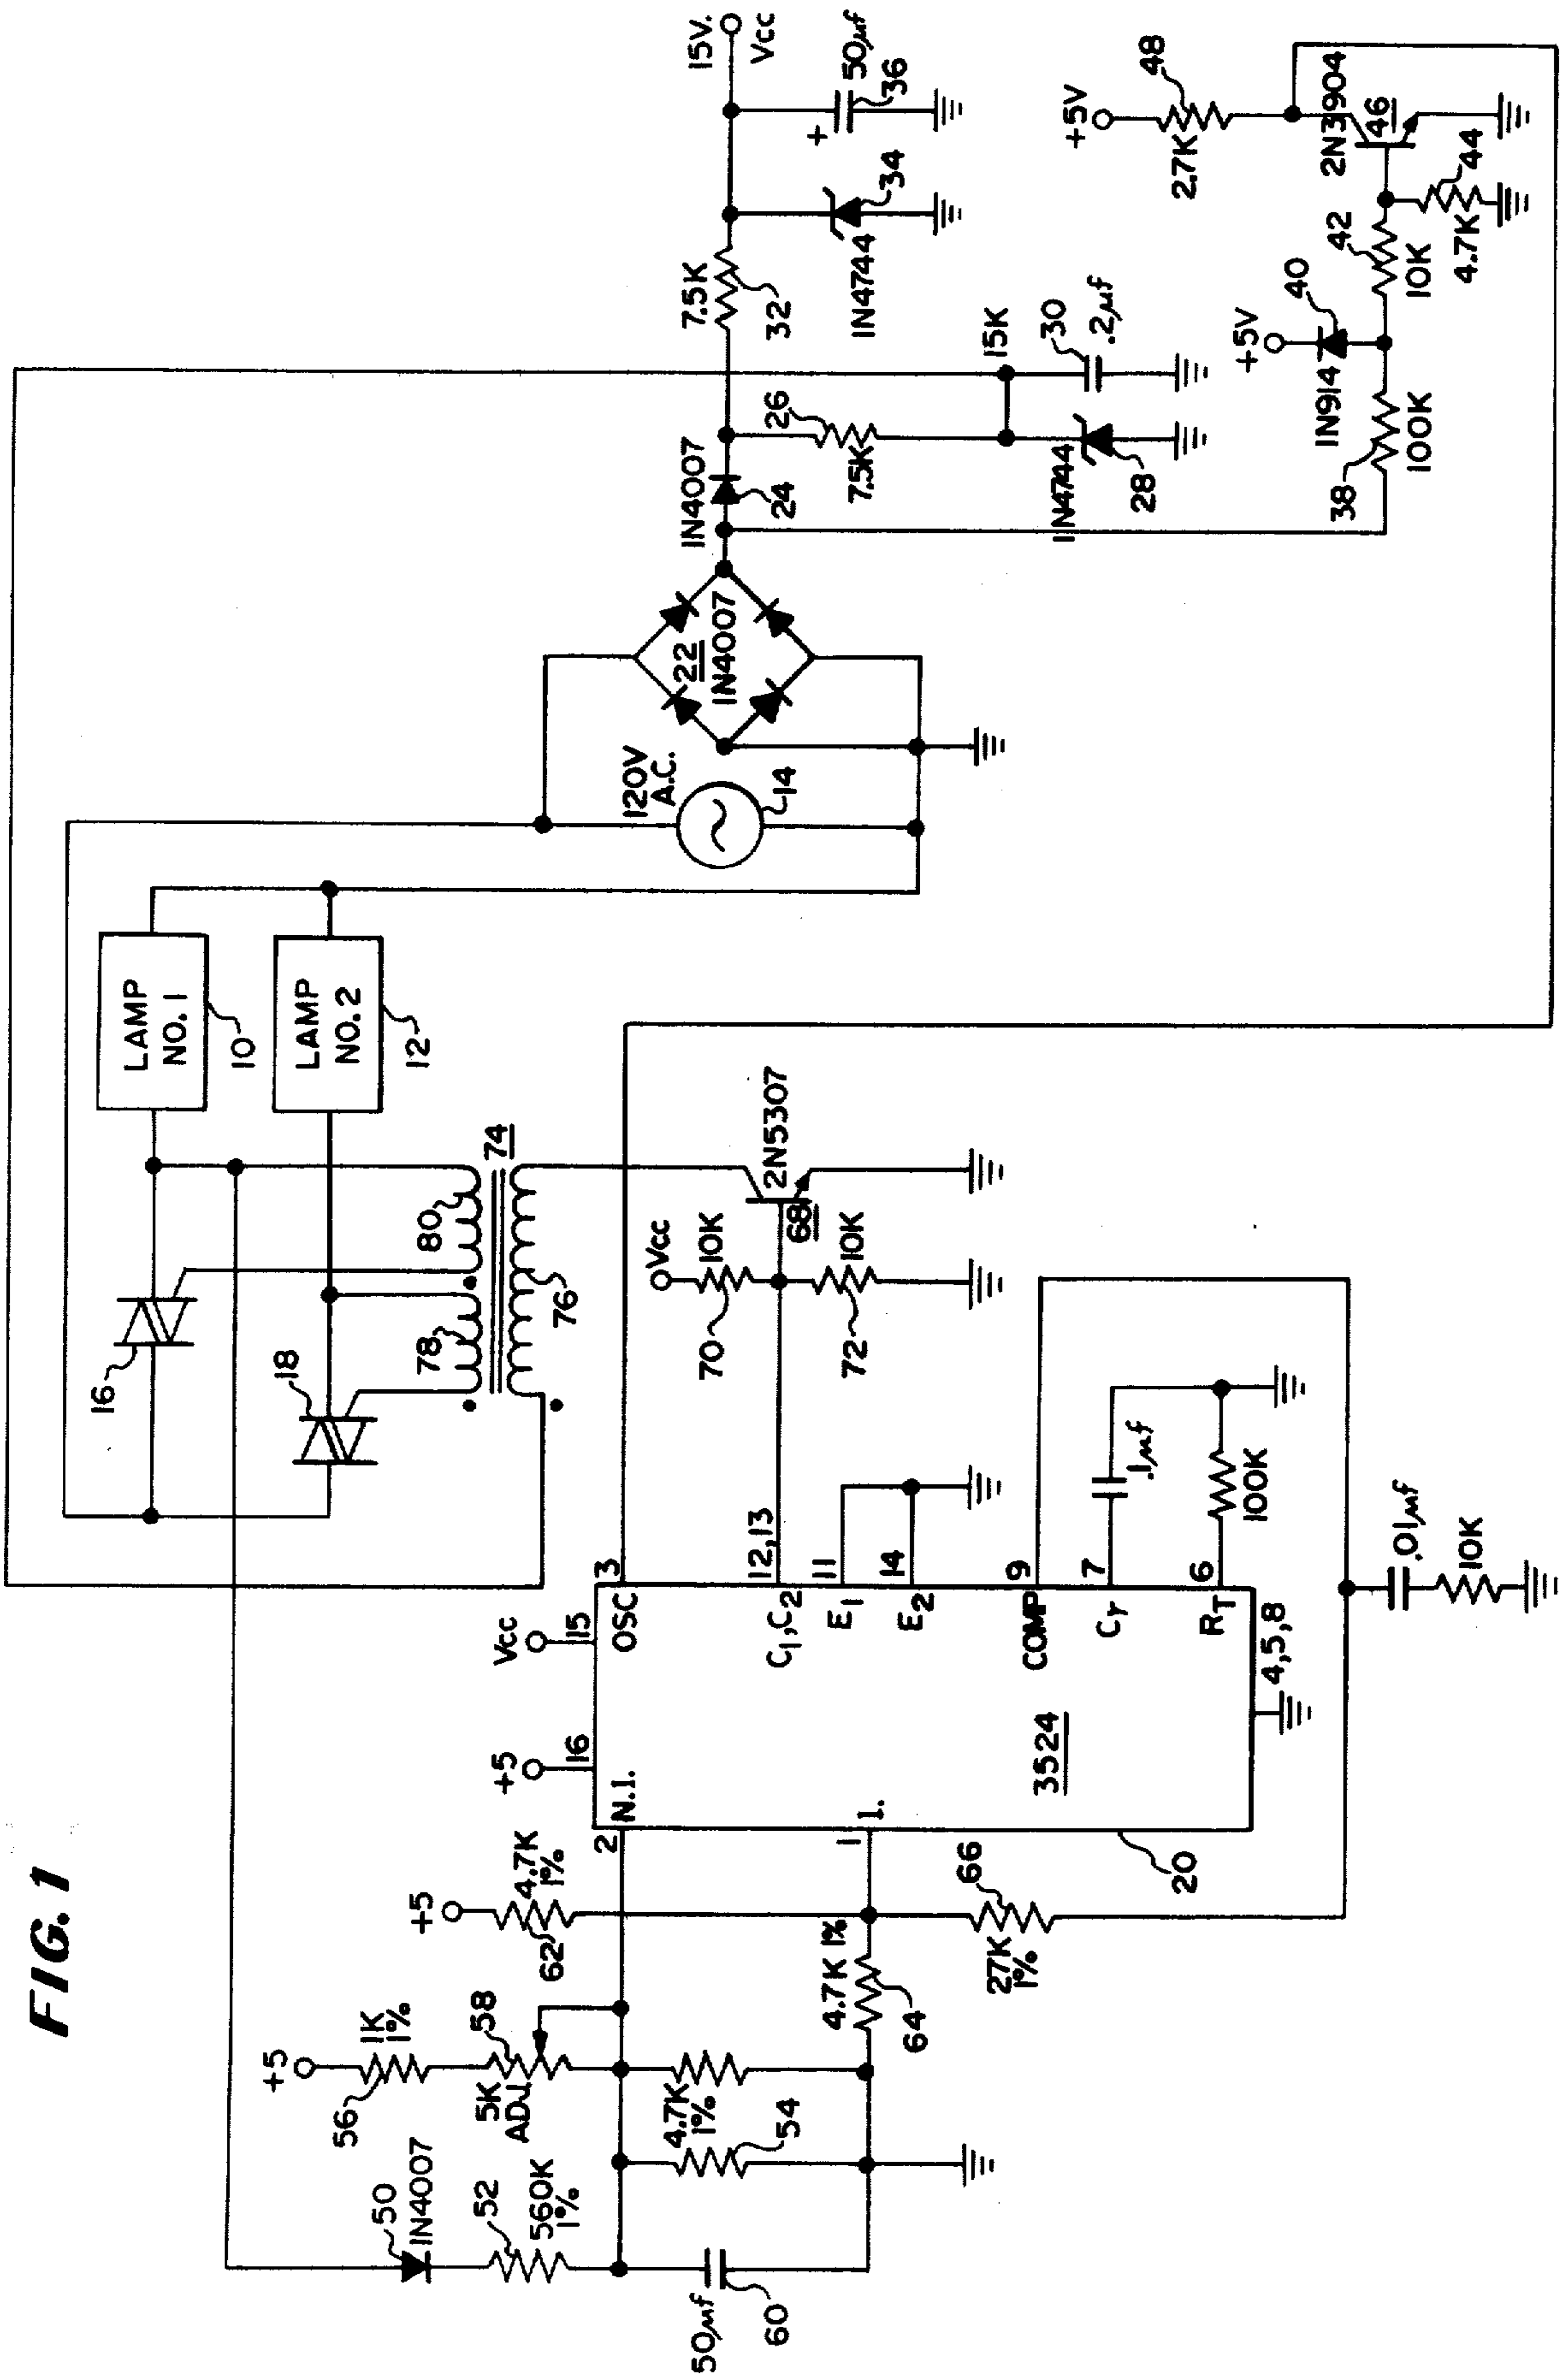 FIG. 1
LAMP
NO. 1
10
LAMP
NO. 2
12
16
18
80
78
74
76
120V
A.C.
14
22
1N4007
1N4007
24
7.5K
32
15V.
Vcc
50µf
36
+
1N4744
34
26
7.5K
15K
30
.2µf
1N4744
28
+5V
48
2.7K
2N3904
46
44
4.7K
42
10K
+5V
40
1N914
38
100K
50
1N4007
52
560K
1%
50µf
60
+5
56
1K
1%
58
5K
ADJ.
4.7K
1%
54
+5
4.7K
1%
62
4.7K 1%
64
66
27K
1%
+5
16
Vcc
15
2
N.I.
1
I.
OSC
3
C1,C2
12,13
E1
11
E2
14
COMP
9
Cr
7
RT
6
3524
20
4,5,8
Vcc
10K
70
10K
72
2N5307
68
.1µf
100K
.01µf
10K